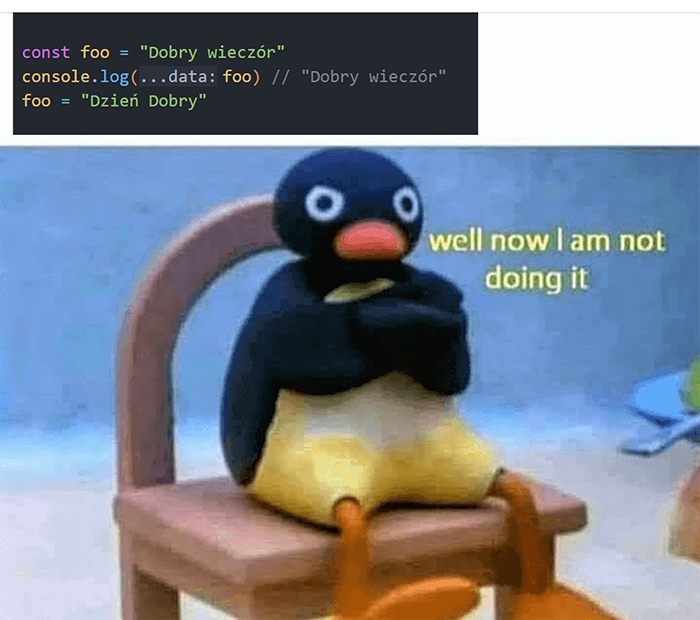 const foo = "Dobry wieczór"
console.log(...data: foo) // "Dobry wieczór"
foo = "Dzień Dobry"
well now I am not
doing it